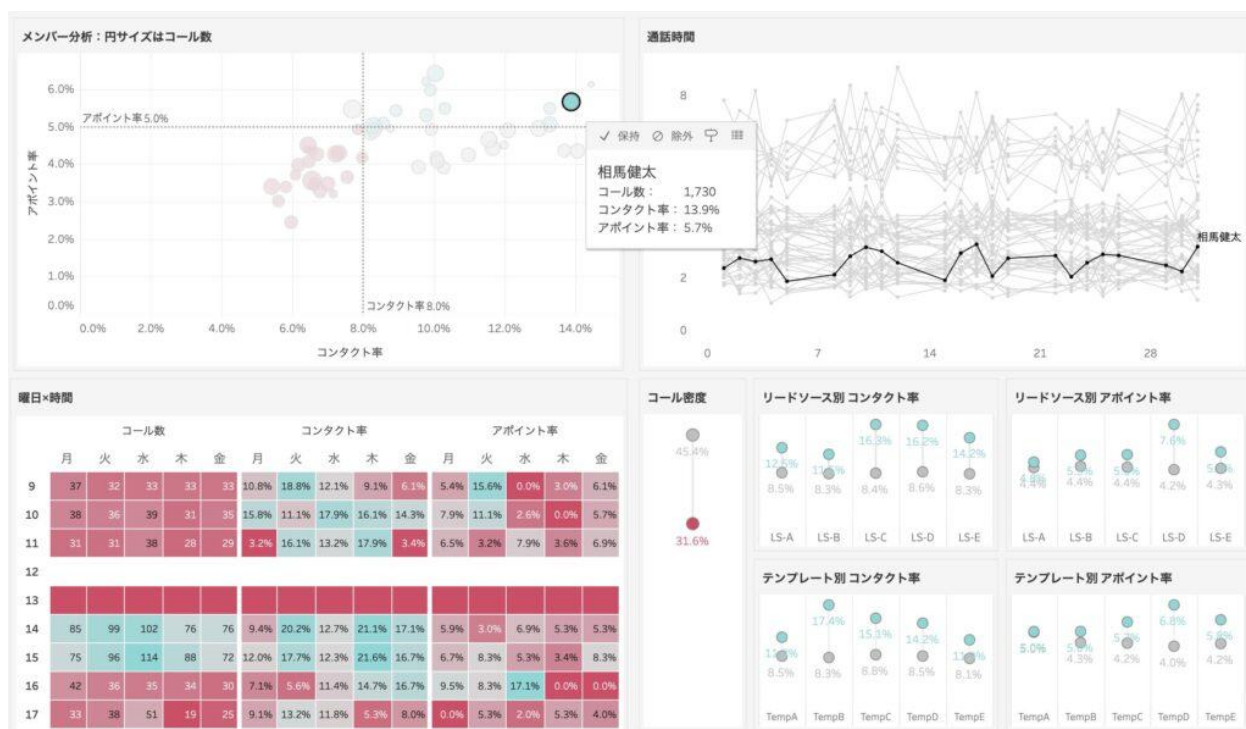 メンバー分析：円サイズはコール数
6.0%
5.0%
4.0%
3.0%
2.0%
1.0%
0.0%
アポイント率
アポイント率 5.0%
コンタクト率 8.0%
0.0% 2.0% 4.0% 6.0% 8.0% 10.0% 12.0% 14.0%
コンタクト率
保持 除外
相馬健太
コール数： 1,730
コンタクト率： 13.9%
アポイント率： 5.7%
通話時間
8
2
0
相馬健太
0 7 14 21 28
曜日×時間
コール数 コンタクト率 アポイント率
月 火 水 木 金 月 火 水 木 金 月 火 水 木 金
9 37 32 33 33 33 10.8% 18.8% 12.1% 9.1% 6.1% 5.4% 15.6% 0.0% 3.0% 6.1%
10 38 36 39 31 35 15.8% 11.1% 17.9% 16.1% 14.3% 7.9% 11.1% 2.6% 0.0% 5.7%
11 31 31 38 28 29 3.2% 16.1% 13.2% 17.9% 3.4% 6.5% 3.2% 7.9% 3.6% 6.9%
12
13
14 85 99 102 76 76 9.4% 20.2% 12.7% 21.1% 17.1% 5.9% 3.0% 6.9% 5.3% 5.3%
15 75 96 114 88 72 12.0% 17.7% 12.3% 21.6% 16.7% 6.7% 8.3% 5.3% 3.4% 8.3%
16 42 36 35 34 30 7.1% 5.6% 11.4% 14.7% 16.7% 9.5% 8.3% 17.1% 0.0% 0.0%
17 33 38 51 19 25 9.1% 13.2% 11.8% 5.3% 8.0% 0.0% 5.3% 2.0% 5.3% 4.0%
コール密度
45.4%
31.6%
リードソース別 コンタクト率
16.3% 16.2%
14.2%
8.5% 8.3% 8.4% 8.6% 8.3%
LS-A LS-B LS-C LS-D LS-E
リードソース別 アポイント率
7.6%
4.4% 4.4% 4.4% 4.2% 4.3%
LS-A LS-B LS-C LS-D LS-E
テンプレート別 コンタクト率
17.4%
15.1%
14.2%
8.5% 8.3% 8.8% 8.5% 8.1%
TempA TempB TempC TempD TempE
テンプレート別 アポイント率
6.8%
5.0%
4.3% 4.2% 4.0% 4.2%
TempA TempB TempC TempD TempE